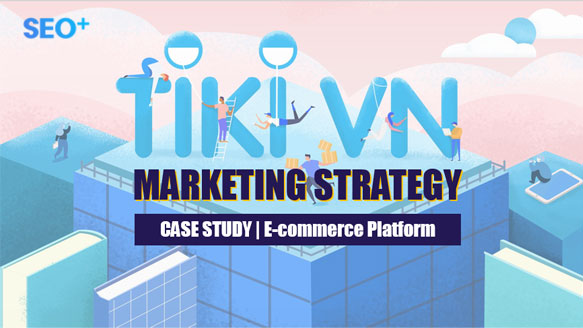 SEO+
TIKI VN
MARKETING STRATEGY
CASE STUDY | E-commerce Platform